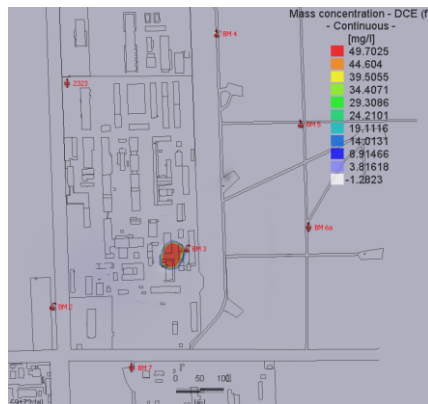 Mass concentration - DCE (f
- Continuous -
[mg/l]
49.7025
44.604
39.5055
34.4071
29.3086
24.2101
19.1116
14.0131
8.91466
3.81618
-1.2823
BM 4
2323
BM 5
BM 6a
BM 3
BM 2
BM 7
0 50 100
[m]